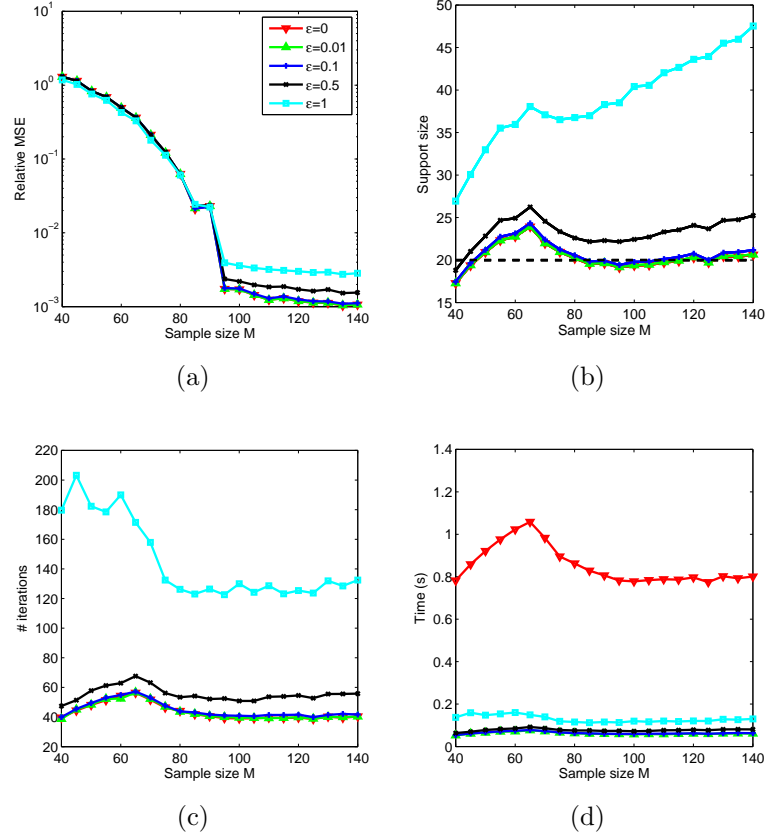 10^1
10^0
10^-1
10^-2
10^-3
Relative MSE
ε=0
ε=0.01
ε=0.1
ε=0.5
ε=1
40 60 80 100 120 140
Sample size M
(a)
50
45
40
35
30
25
20
15
Support size
40 60 80 100 120 140
Sample size M
(b)
220
200
180
160
140
120
100
80
60
40
20
# iterations
40 60 80 100 120 140
Sample size M
(c)
1.4
1.2
1
0.8
0.6
0.4
0.2
0
Time (s)
40 60 80 100 120 140
Sample size M
(d)